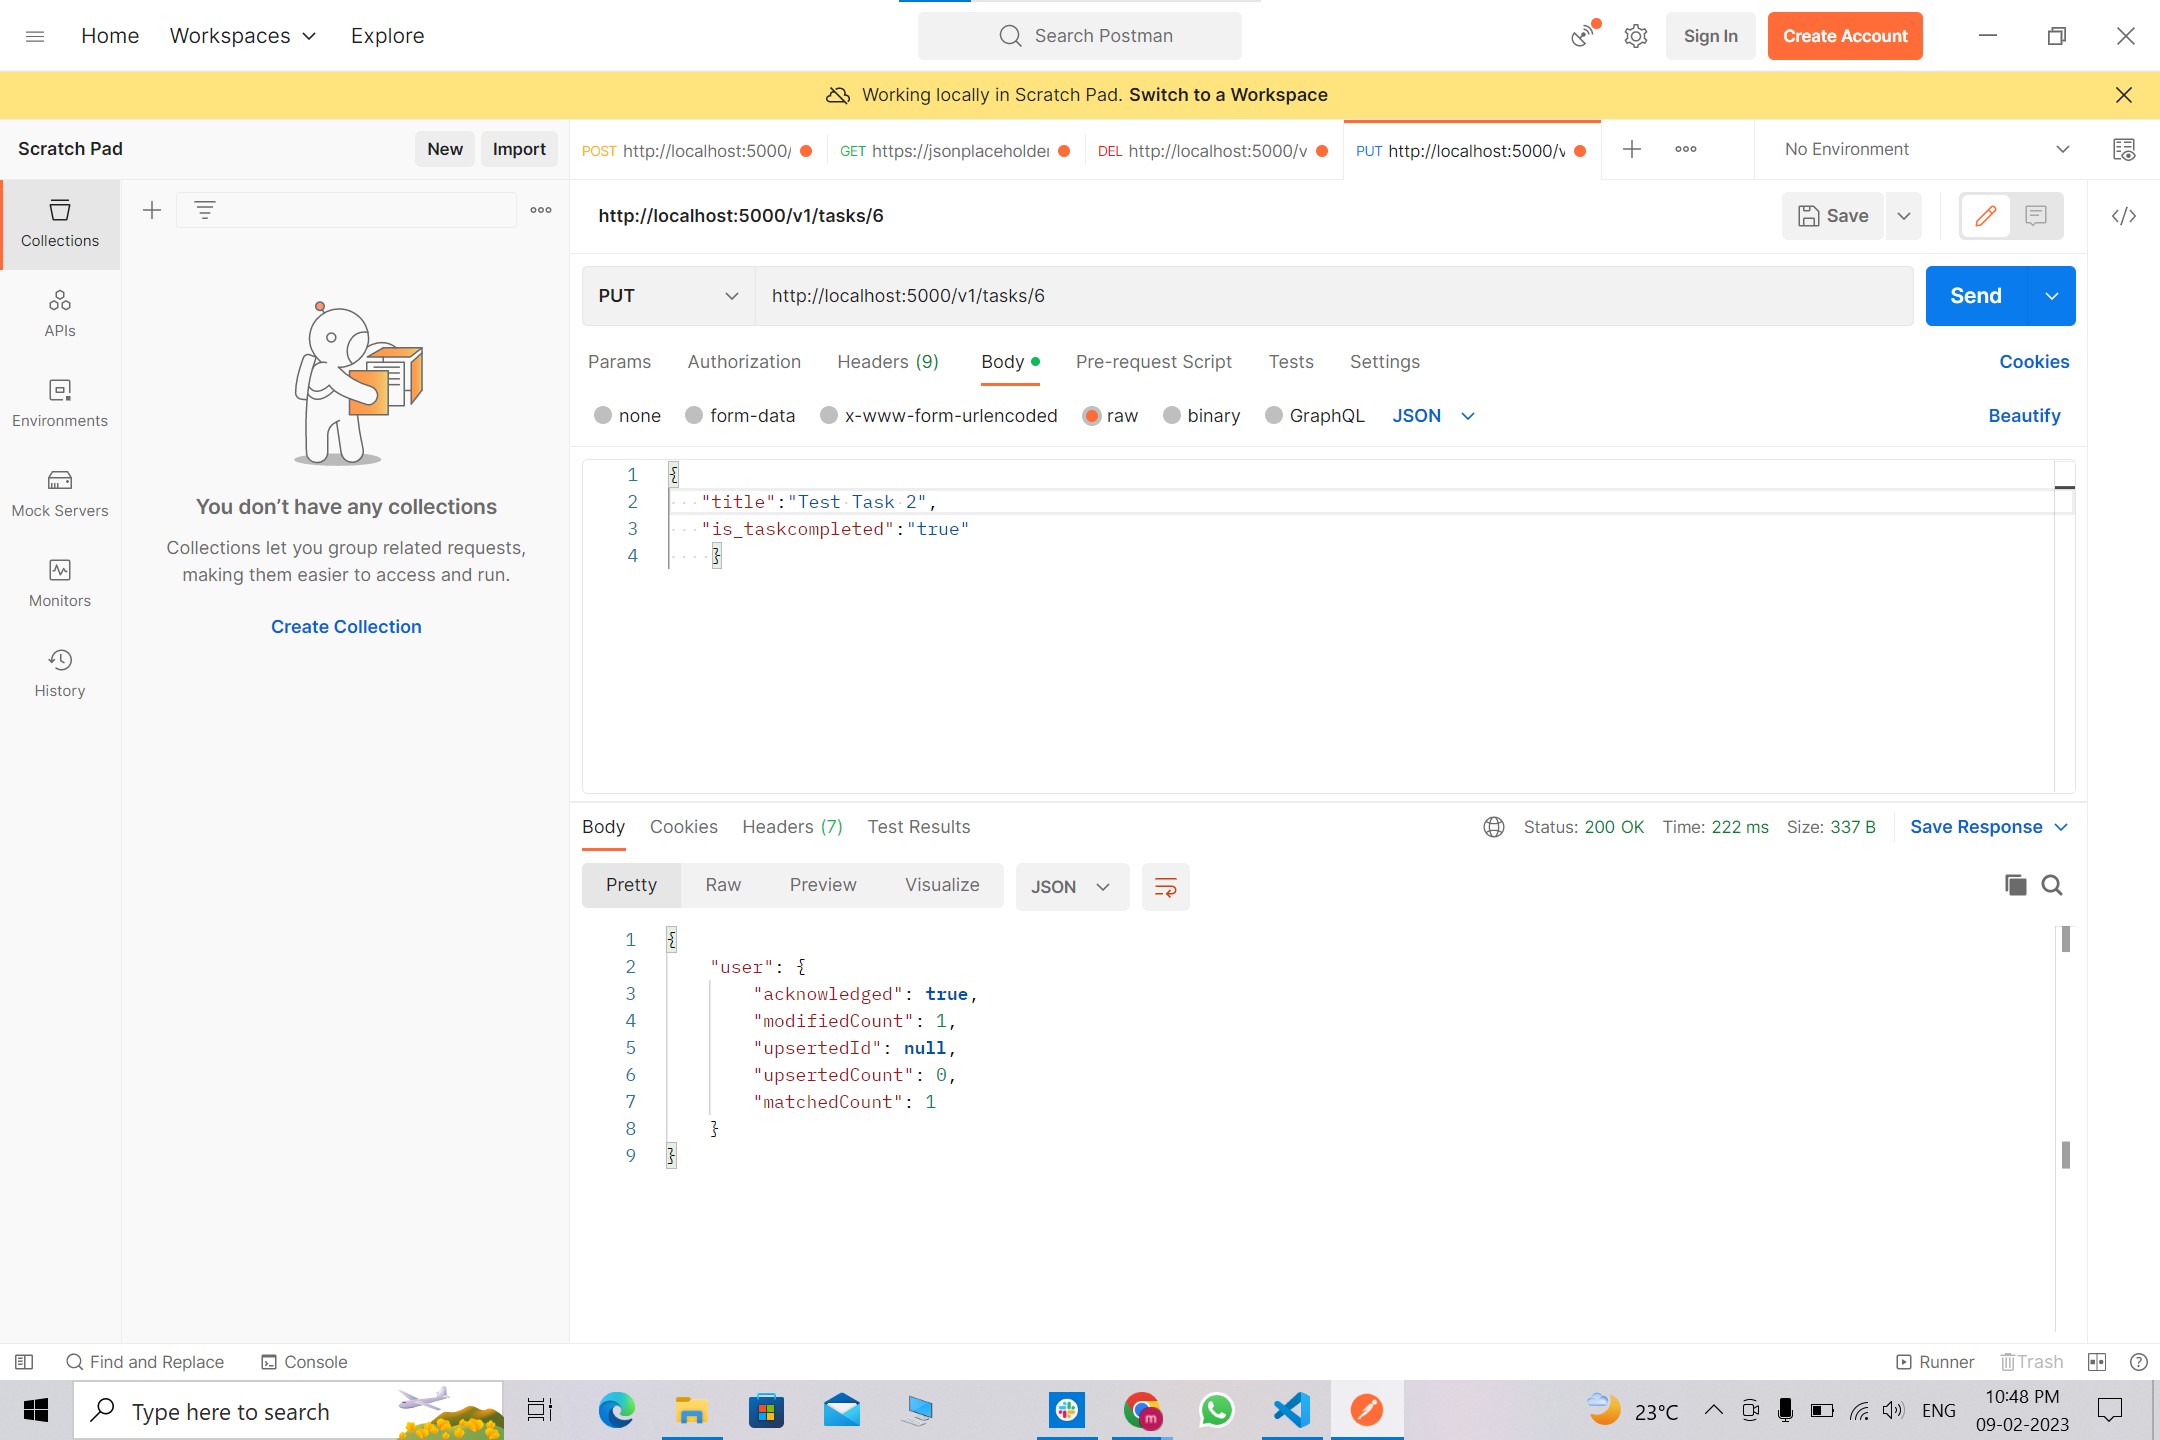 Home Workspaces Explore Search Postman Sign In Create Account
Working locally in Scratch Pad. Switch to a Workspace
Scratch Pad New Import POST http://localhost:5000/ GET https://jsonplaceholder DEL http://localhost:5000/v PUT http://localhost:5000/v No Environment
Collections
APIs
Environments
Mock Servers
Monitors
History
You don’t have any collections
Collections let you group related requests,
making them easier to access and run.
Create Collection
http://localhost:5000/v1/tasks/6 Save
PUT http://localhost:5000/v1/tasks/6 Send
Params Authorization Headers (9) Body Pre-request Script Tests Settings Cookies
none form-data x-www-form-urlencoded raw binary GraphQL JSON Beautify
1 {
2 "title":"Test Task 2",
3 "is_taskcompleted":"true"
4 }
Body Cookies Headers (7) Test Results Status: 200 OK Time: 222 ms Size: 337 B Save Response
Pretty Raw Preview Visualize JSON
1 {
2 "user": {
3 "acknowledged": true,
4 "modifiedCount": 1,
5 "upsertedId": null,
6 "upsertedCount": 0,
7 "matchedCount": 1
8 }
9 }
Find and Replace Console Runner Trash
Type here to search m 23°C ENG 10:48 PM
09-02-2023